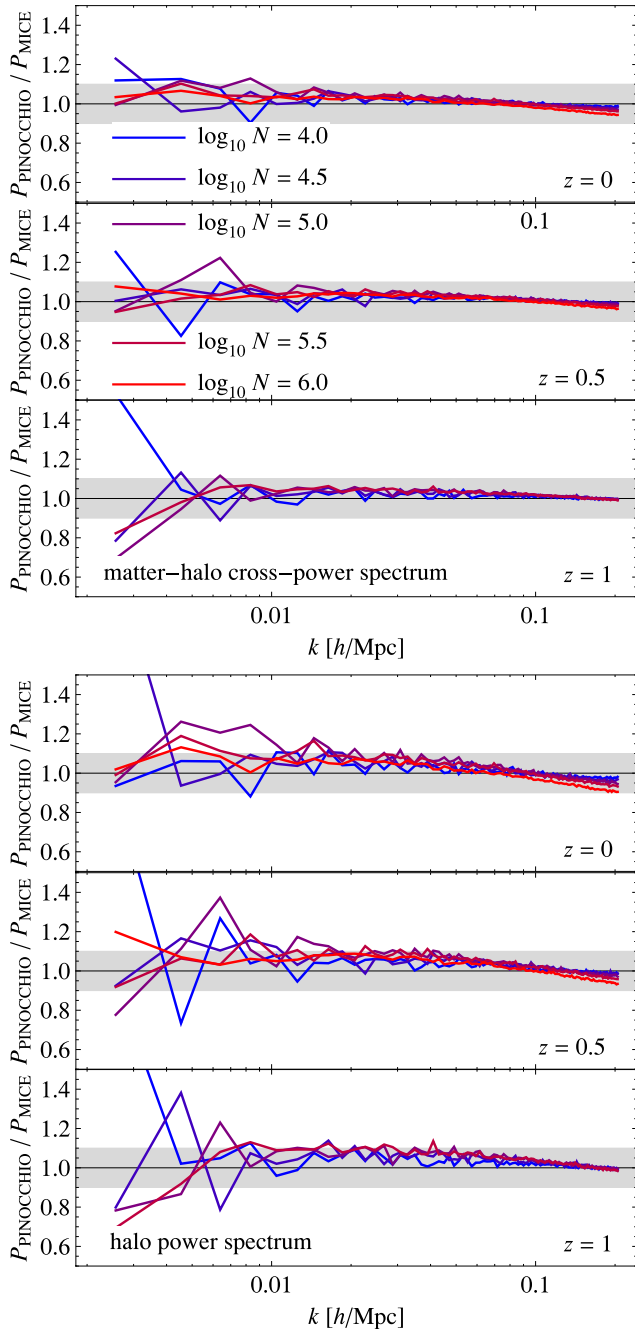 P_PINOCCHIO / P_MICE
1.4
1.2
1.0
0.8
0.6
log₁₀ N = 4.0
log₁₀ N = 4.5
z = 0
P_PINOCCHIO / P_MICE
1.4
1.2
1.0
0.8
0.6
0.1
log₁₀ N = 5.0
log₁₀ N = 5.5
log₁₀ N = 6.0
z = 0.5
P_PINOCCHIO / P_MICE
1.4
1.2
1.0
0.8
0.6
matter–halo cross–power spectrum
z = 1
0.01
0.1
k [h/Mpc]
P_PINOCCHIO / P_MICE
1.4
1.2
1.0
0.8
0.6
z = 0
P_PINOCCHIO / P_MICE
1.4
1.2
1.0
0.8
0.6
z = 0.5
P_PINOCCHIO / P_MICE
1.4
1.2
1.0
0.8
0.6
halo power spectrum
z = 1
0.01
0.1
k [h/Mpc]